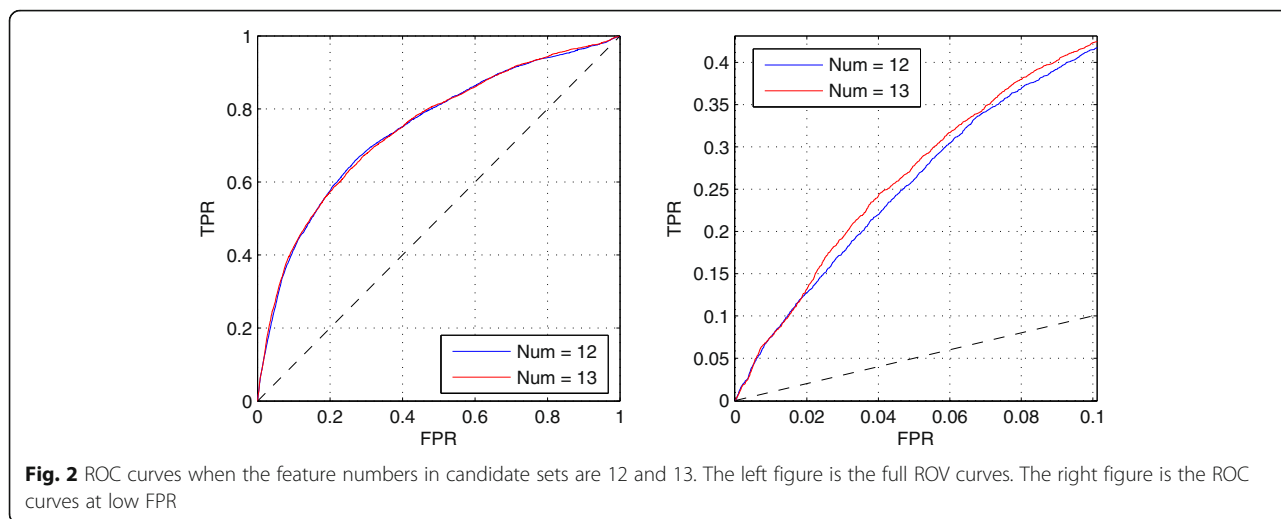 1
0.8
0.6
0.4
0.2
0
TPR
0 0.2 0.4 0.6 0.8 1
FPR
Num = 12
Num = 13
0.4
0.35
0.3
0.25
0.2
0.15
0.1
0.05
0
TPR
0 0.02 0.04 0.06 0.08 0.1
FPR
Num = 12
Num = 13
Fig. 2 ROC curves when the feature numbers in candidate sets are 12 and 13. The left figure is the full ROV curves. The right figure is the ROC
curves at low FPR